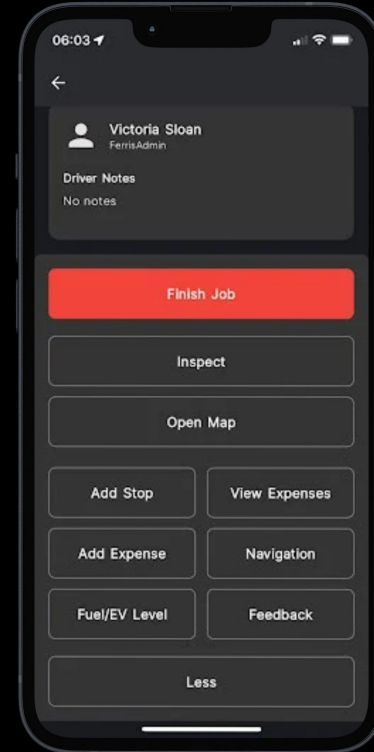 06:03
Victoria Sloan
FerrisAdmin
Driver Notes
No notes
Finish Job
Inspect
Open Map
Add Stop
View Expenses
Add Expense
Navigation
Fuel/EV Level
Feedback
Less